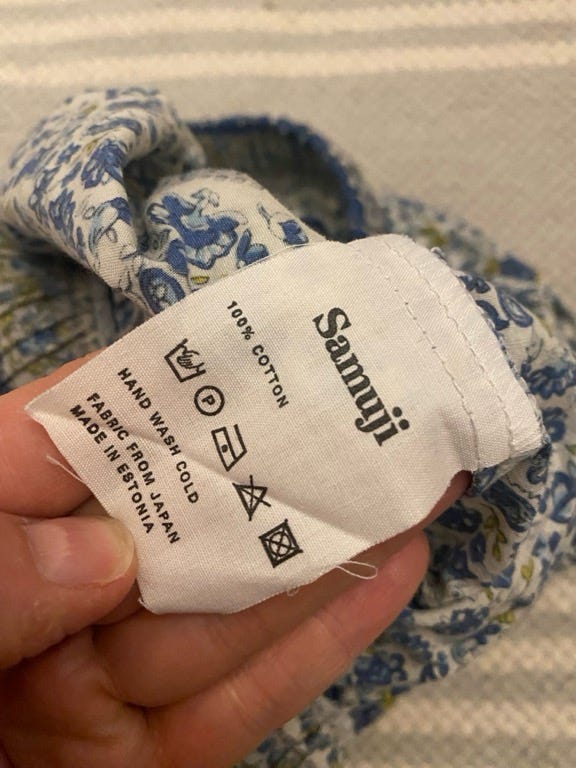 Samuji
100% COTTON
P
HAND WASH COLD
FABRIC FROM JAPAN
MADE IN ESTONIA